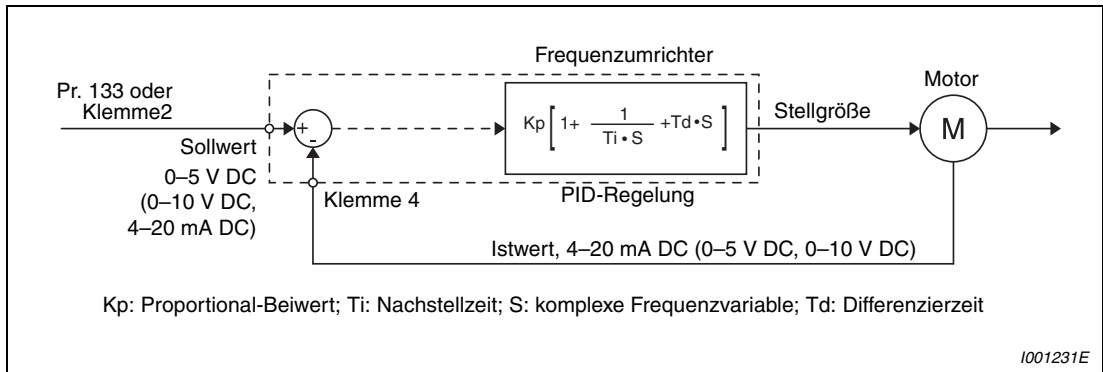 Frequenzumrichter
Pr. 133 oder
Klemme2
Motor
+
-
Kp[1+ 1/(Ti•S) +Td•S]
Stellgröße
M
Sollwert
0–5 V DC
(0–10 V DC,
4–20 mA DC)
Klemme 4
PID-Regelung
Istwert, 4–20 mA DC (0–5 V DC, 0–10 V DC)
Kp: Proportional-Beiwert; Ti: Nachstellzeit; S: komplexe Frequenzvariable; Td: Differenzierzeit
I001231E